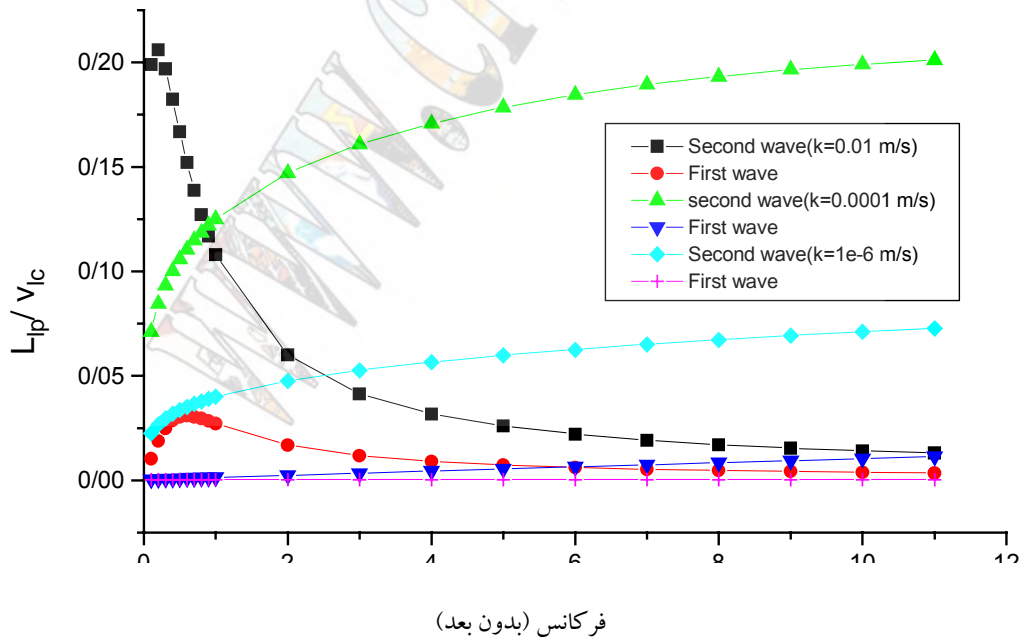 0/20
0/15
0/10
0/05
0/00
L_lp/ v_lc
Second wave(k=0.01 m/s)
First wave
second wave(k=0.0001 m/s)
First wave
Second wave(k=1e-6 m/s)
First wave
0 2 4 6 8 10 12
فرکانس (بدون بعد)